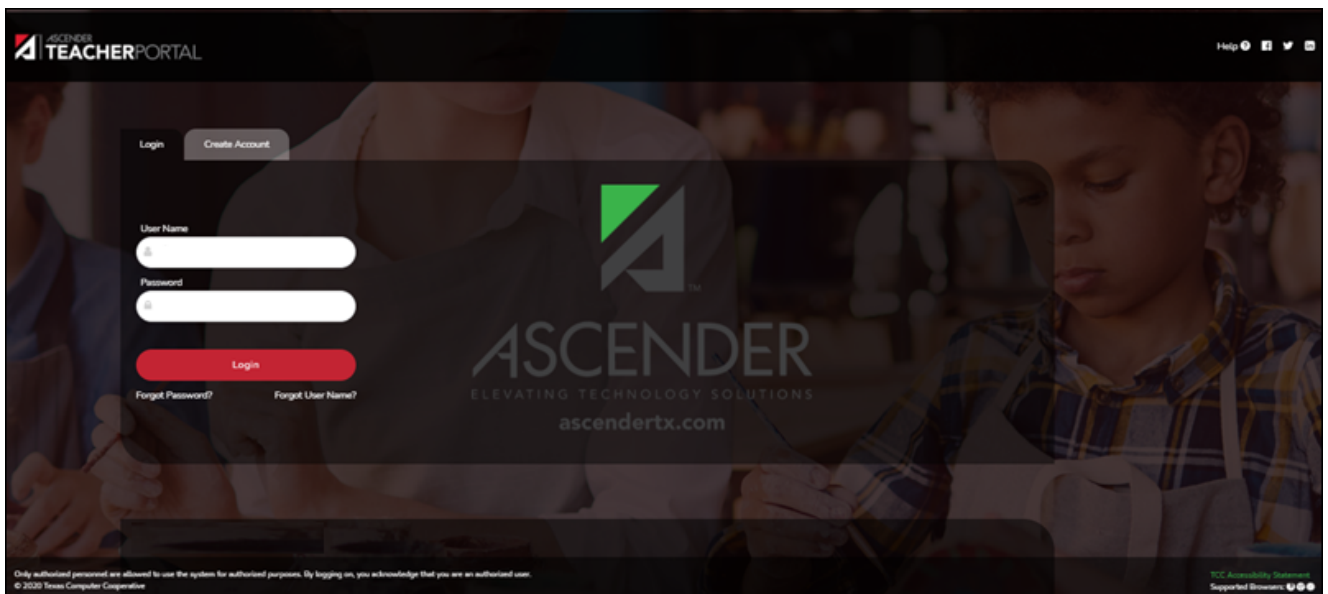 ASCENDER
TEACHERPORTAL
Help
Login
Create Account
User Name
Password
Login
Forgot Password?
Forgot User Name?
TM
ASCENDER
ELEVATING TECHNOLOGY SOLUTIONS
ascendertx.com
Only authorized personnel are allowed to use the system for authorized purposes. By logging on, you acknowledge that you are an authorized user.
© 2020 Texas Computer Cooperative
TCC Accessibility Statement
Supported Browsers: